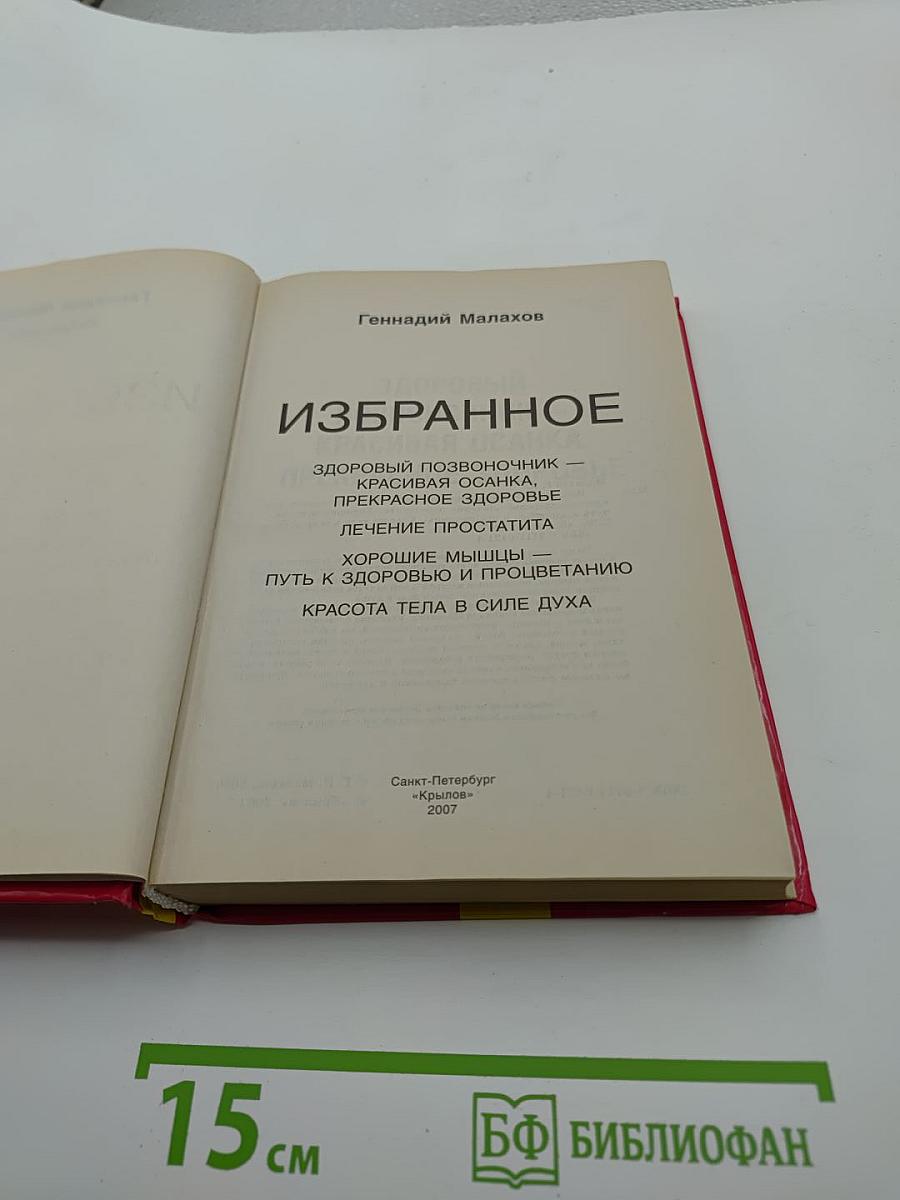 Геннадий Малахов
ИЗБРАННОЕ
ЗДОРОВЫЙ ПОЗВОНОЧНИК —
КРАСИВАЯ ОСАНКА,
ПРЕКРАСНОЕ ЗДОРОВЬЕ
ЛЕЧЕНИЕ ПРОСТАТИТА
ХОРОШИЕ МЫШЦЫ —
ПУТЬ К ЗДОРОВЬЮ И ПРОЦВЕТАНИЮ
КРАСОТА ТЕЛА В СИЛЕ ДУХА
Санкт-Петербург
«Крылов»
2007
15 см
БФ БИБЛИОФАН